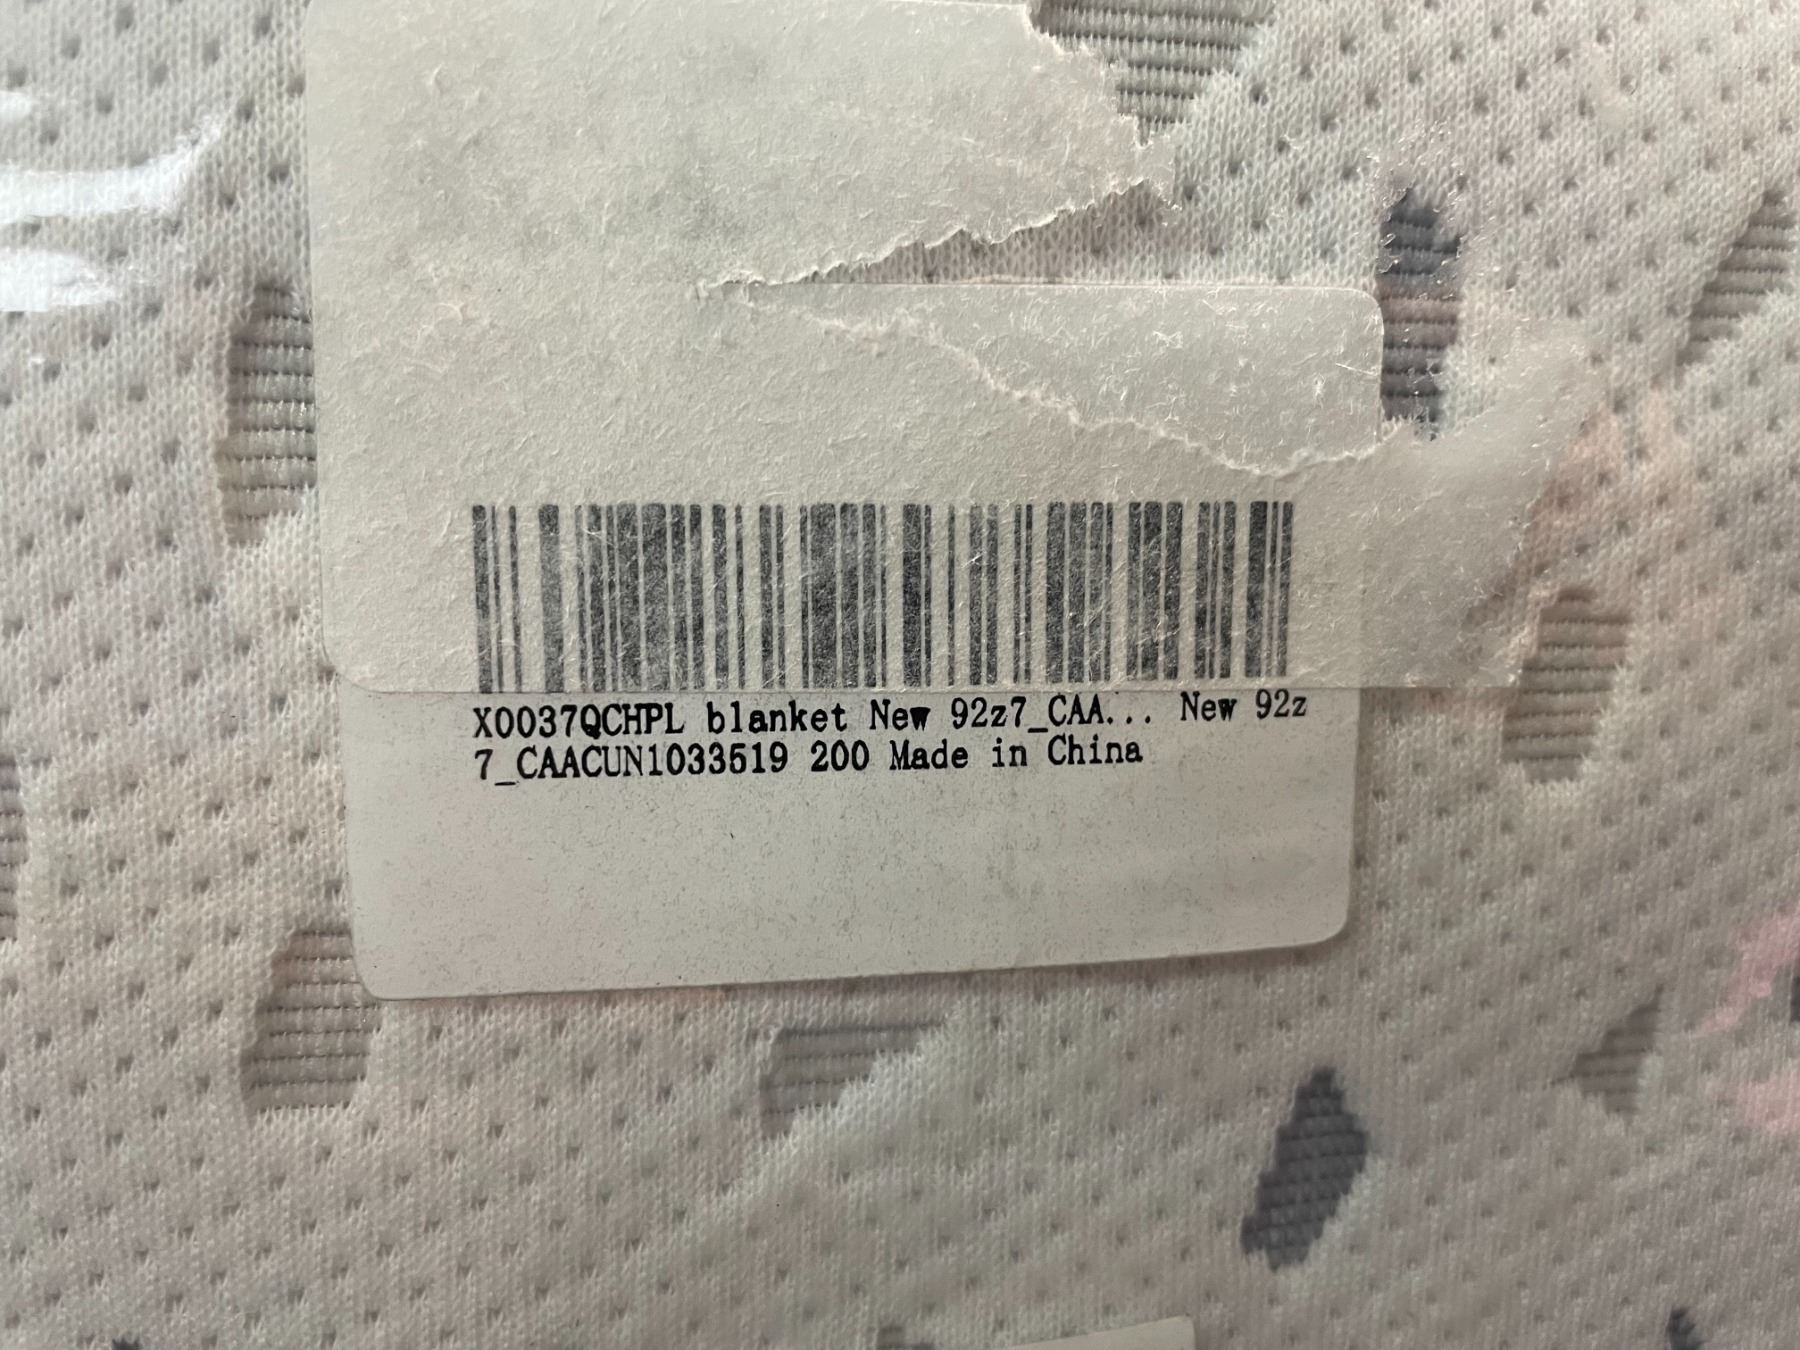 X0037QCHPL blanket New 92z7_CAA... New 92z
7_CAACUN1033519 200 Made in China